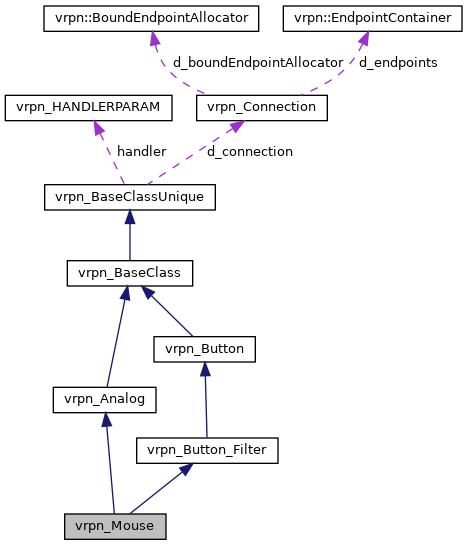 vrpn::BoundEndpointAllocator
vrpn::EndpointContainer
d_boundEndpointAllocator
d_endpoints
vrpn_HANDLERPARAM
vrpn_Connection
handler
d_connection
vrpn_BaseClassUnique
vrpn_BaseClass
vrpn_Button
vrpn_Analog
vrpn_Button_Filter
vrpn_Mouse